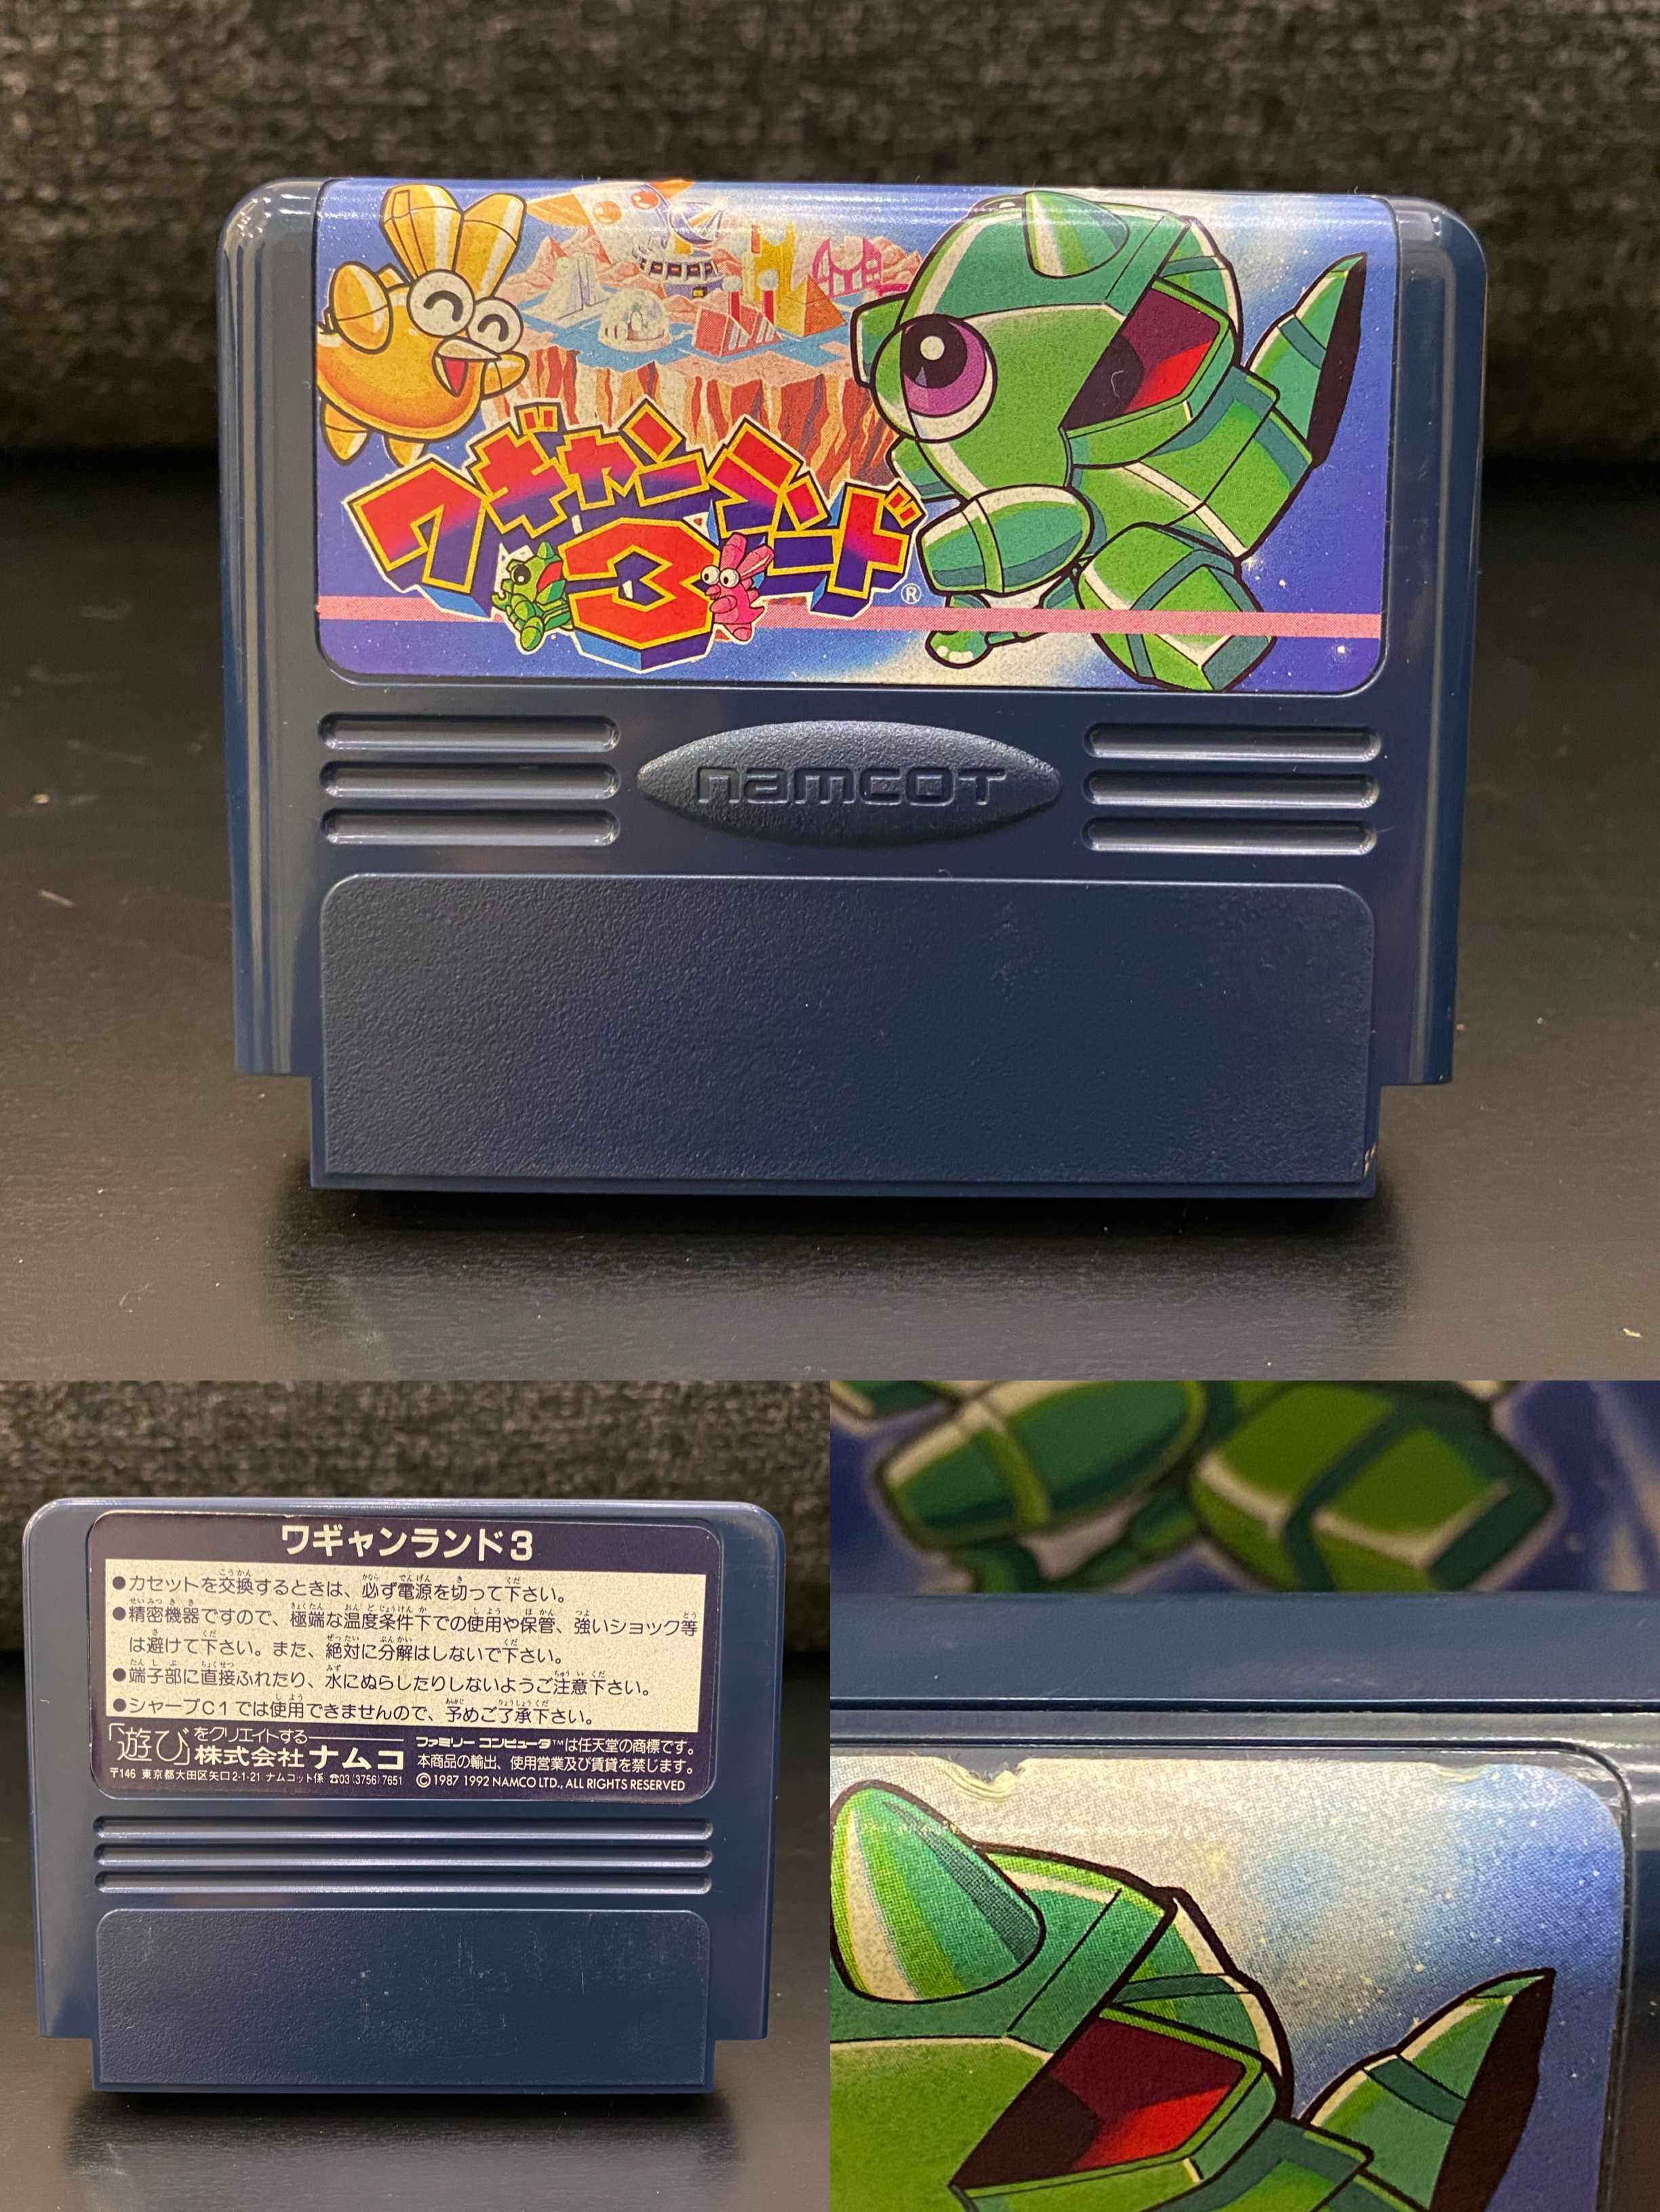 ワギャンランド
3
®
namcot
ワギャンランド3
●カセットを交換するときは、必ず電源を切って下さい。
●精密機器ですので、極端な温度条件下での使用や保管、強いショック等
は避けて下さい。また、絶対に分解はしないで下さい。
●端子部に直接ふれたり、水にぬらしたりしないようご注意下さい。
●シャープC1では使用できませんので、予めご了承下さい。
「遊び」をクリエイトする
株式会社ナムコ
〒146 東京都大田区矢口2-1-21 ナムコット係 ☎03(3756)7651
ファミリーコンピュータ™は任天堂の商標です。
本商品の輸出、使用営業及び賃貸を禁じます。
©1987 1992 NAMCO LTD., ALL RIGHTS RESERVED